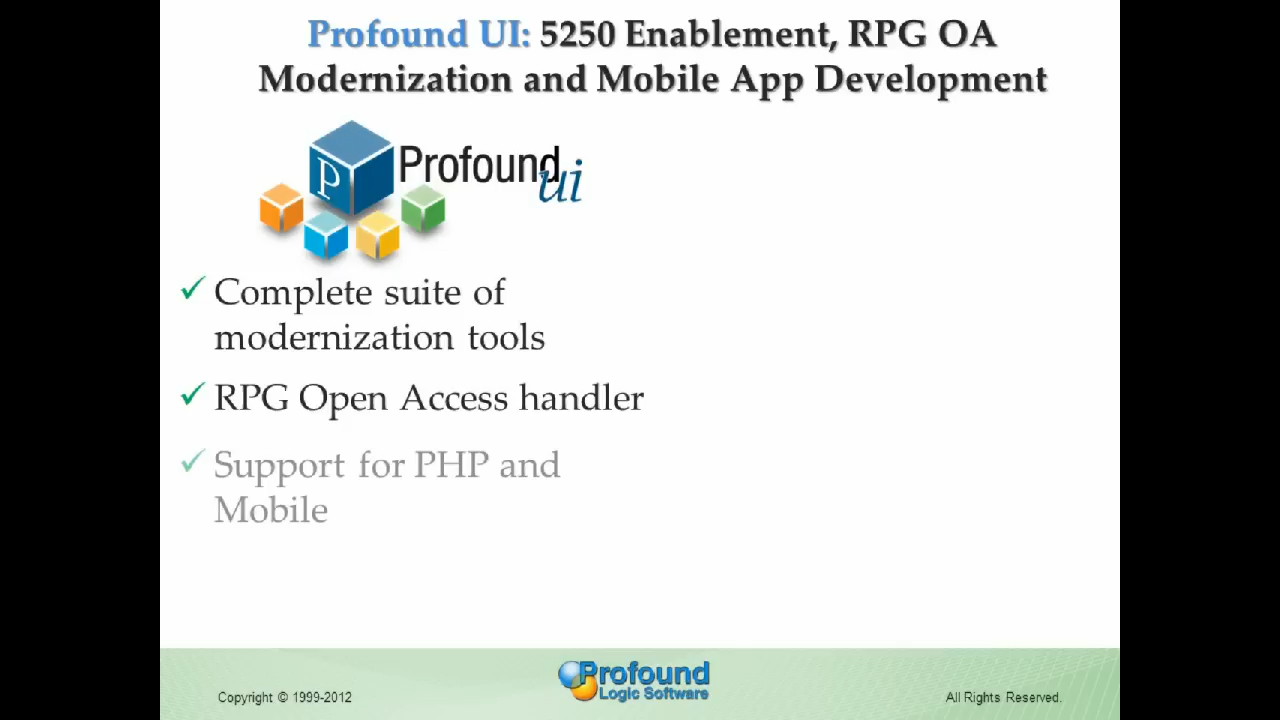 Profound UI: 5250 Enablement, RPG OA
Modernization and Mobile App Development
P
Profound
ui
✓ Complete suite of
modernization tools
✓ RPG Open Access handler
✓ Support for PHP and
Mobile
Copyright © 1999-2012
Profound
Logic Software
All Rights Reserved.